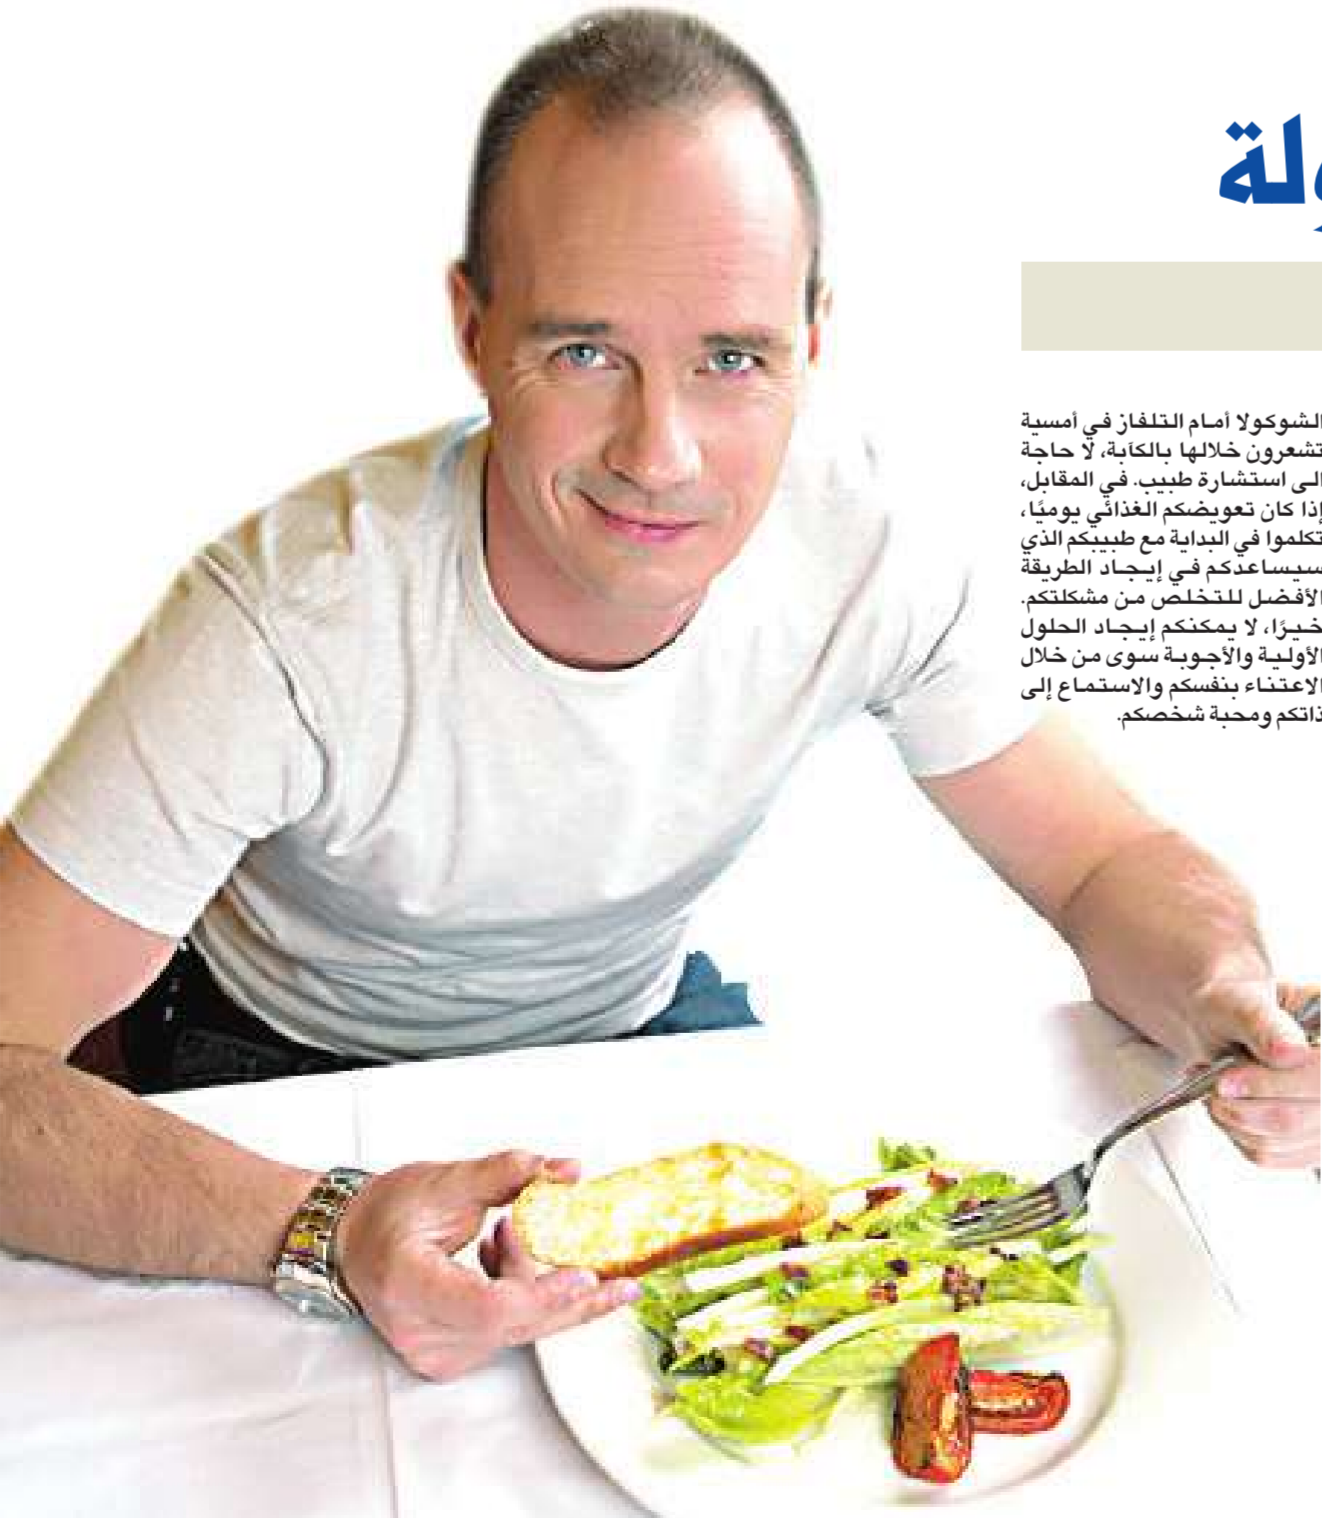 ولة
الشوكولا أمام التلفاز في أمسية
تشعرون خلالها بالكآبة، لا حاجة
الى استشارة طبيب. في المقابل،
إذا كان تعويضكم الغذائي يوميًا،
تكلموا في البداية مع طبيبكم الذي
سيساعدكم في إيجاد الطريقة
الأفضل للتخلص من مشكلتكم.
خيرًا، لا يمكنكم إيجاد الحلول
الأولية والأجوبة سوى من خلال
الاعتناء بنفسكم والاستماع إلى
ذاتكم ومحبة شخصكم.